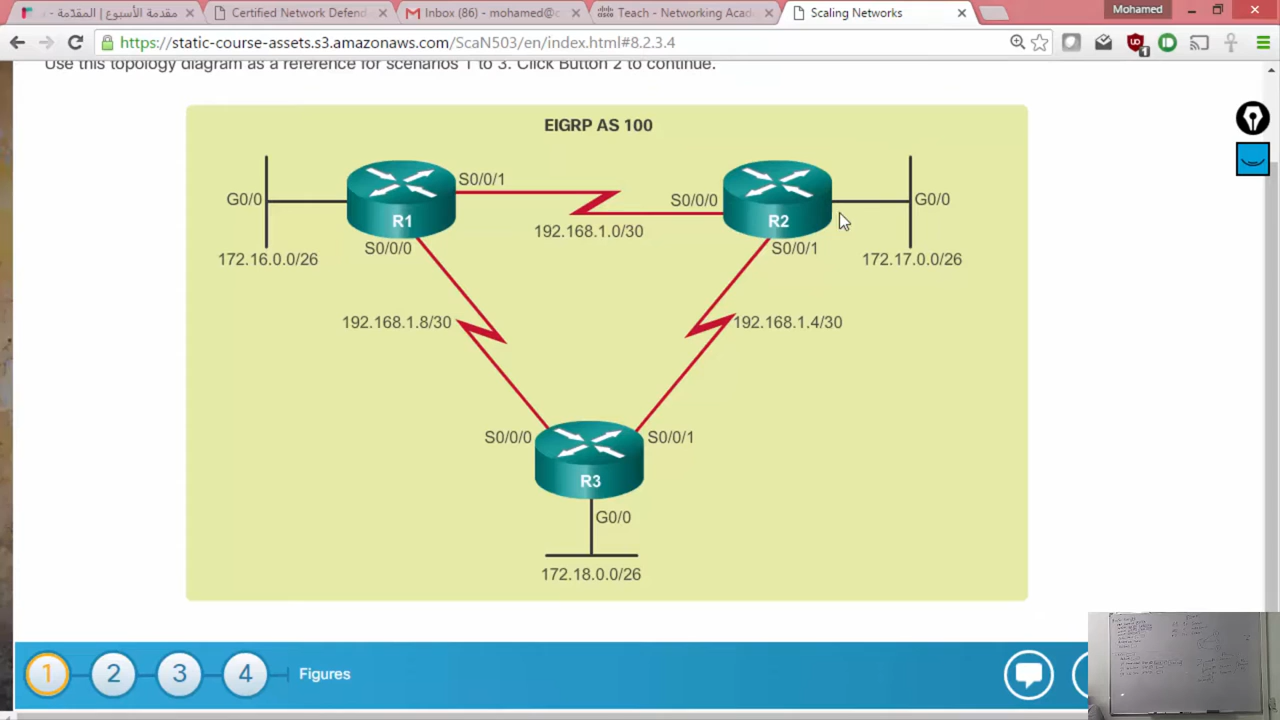 مقدمة الأسبوع | المقدّمة -
Certified Network Defend
Inbox (86) - mohamed@c
Teach - Networking Acad
Scaling Networks
Mohamed
https://static-course-assets.s3.amazonaws.com/ScaN503/en/index.html#8.2.3.4
Use this topology diagram as a reference for scenarios 1 to 3. Click Button 2 to continue.
EIGRP AS 100
G0/0
R1
S0/0/1
S0/0/0
R2
G0/0
192.168.1.0/30
S0/0/0
S0/0/1
172.16.0.0/26
172.17.0.0/26
192.168.1.8/30
192.168.1.4/30
S0/0/0
S0/0/1
R3
G0/0
172.18.0.0/26
1
2
3
4
Figures